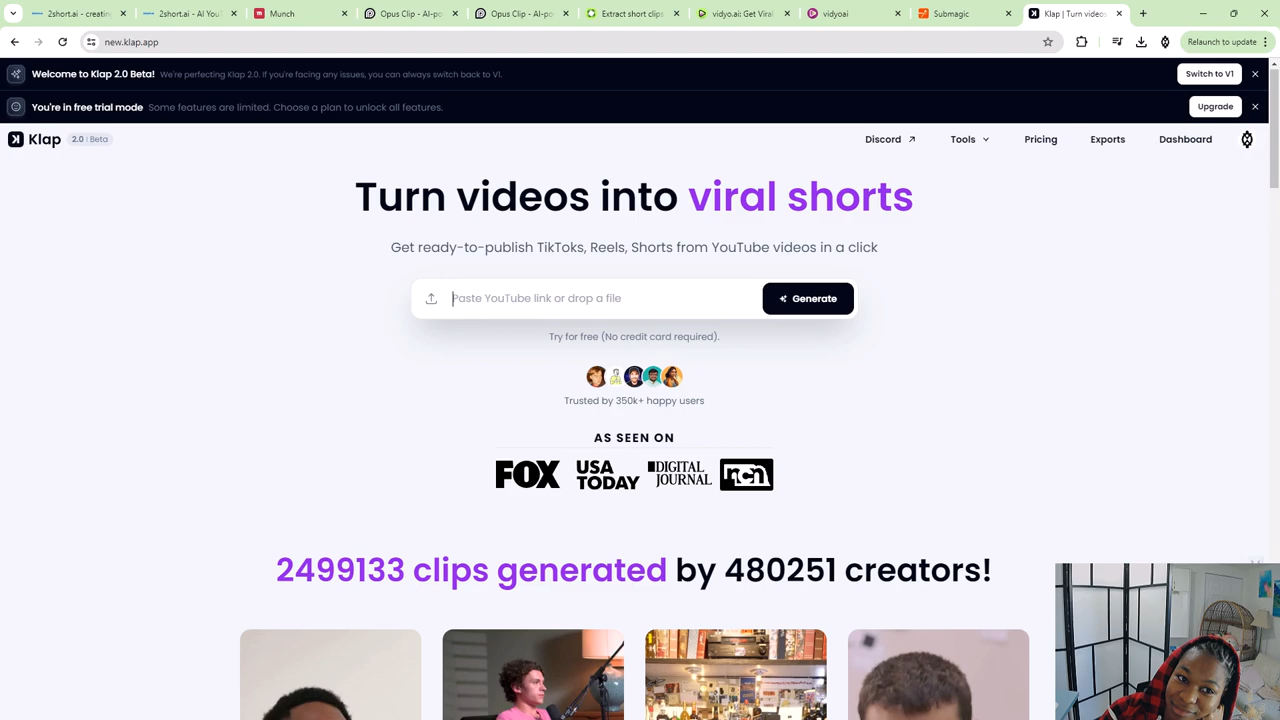 2short.ai - creating
2short.ai - AI YouT
Munch
Opus Clip - AI-po
Opus Clip - AI-po
Extract short clips
vidyo.ai: Get Viral
vidyoai
Submagic
Klap | Turn videos
new.klap.app
Relaunch to update
Welcome to Klap 2.0 Beta! We're perfecting Klap 2.0. If you're facing any issues, you can always switch back to V1.
Switch to V1
You're in free trial mode Some features are limited. Choose a plan to unlock all features.
Upgrade
Klap 2.0 | Beta
Discord
Tools
Pricing
Exports
Dashboard
Turn videos into viral shorts
Get ready-to-publish TikToks, Reels, Shorts from YouTube videos in a click
Paste YouTube link or drop a file
Generate
Try for free (No credit card required).
Trusted by 350k+ happy users
AS SEEN ON
FOX
USA TODAY
DIGITAL JOURNAL
ncn
2499133 clips generated by 480251 creators!